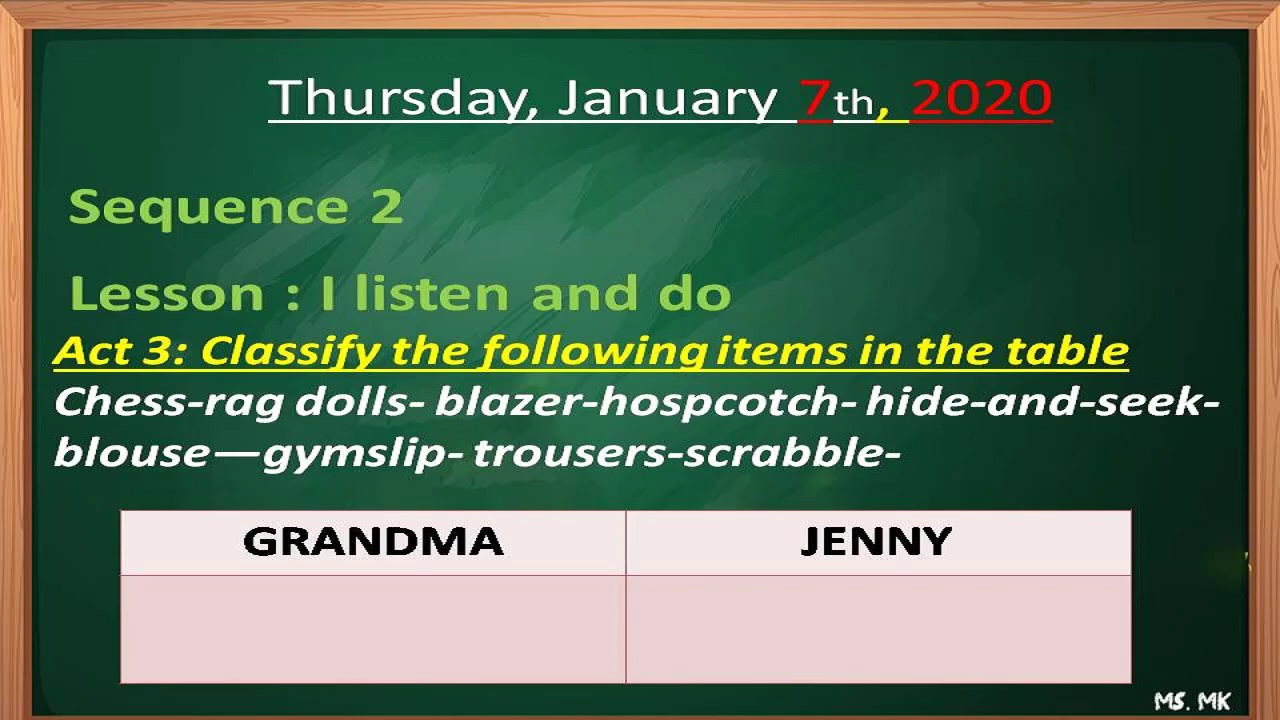 Thursday, January 7th, 2020
Sequence 2
Lesson : I listen and do
Act 3: Classify the following items in the table
Chess-rag dolls- blazer-hospcotch- hide-and-seek-
blouse—gymslip- trousers-scrabble-
GRANDMA JENNY
MS. MK